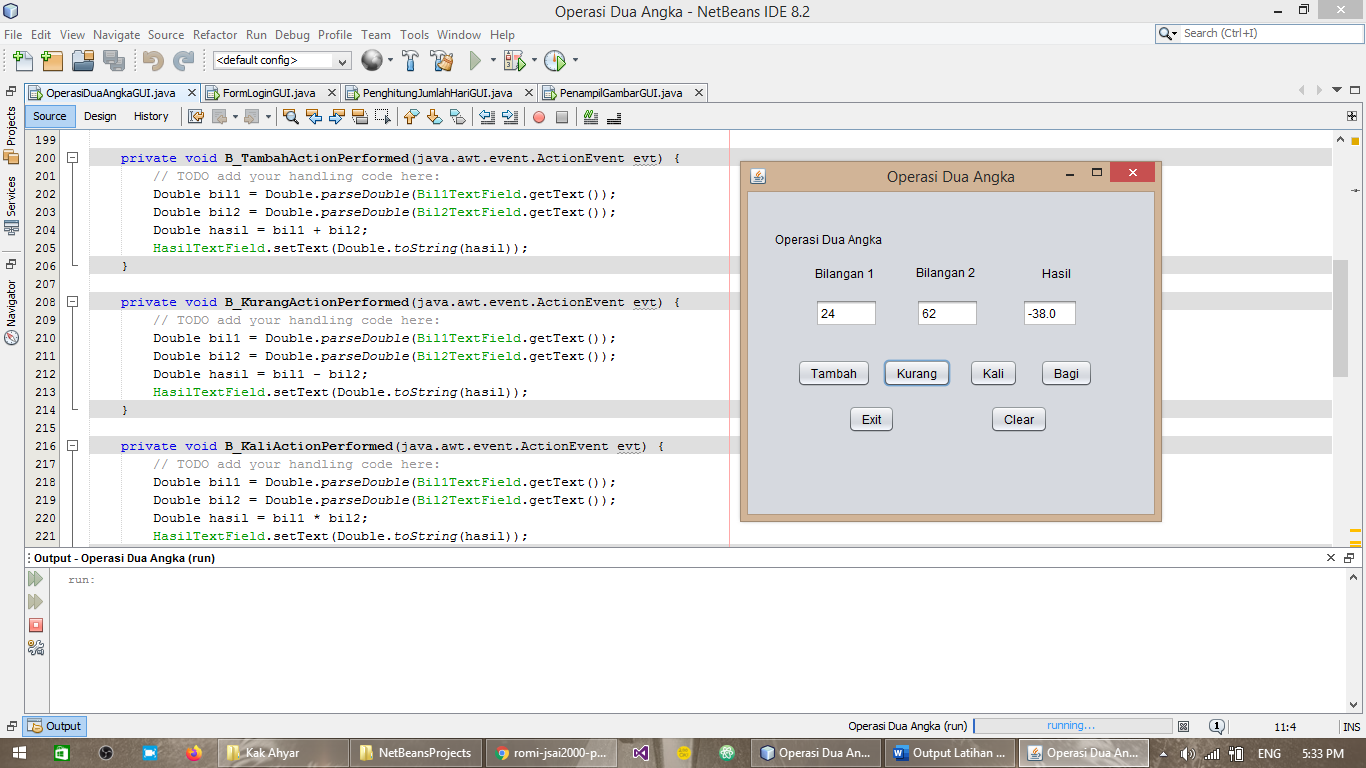 Operasi Dua Angka - NetBeans IDE 8.2
File Edit View Navigate Source Refactor Run Debug Profile Team Tools Window Help
Search (Ctrl+I)
<default config>
OperasiDuaAngkaGUI.java FormLoginGUI.java PenghitungJumlahHariGUI.java PenampilGambarGUI.java
Source Design History
Projects
Services
Navigator
199
200 private void B_TambahActionPerformed(java.awt.event.ActionEvent evt) {
201 // TODO add your handling code here:
202 Double bil1 = Double.parseDouble(Bil1TextField.getText());
203 Double bil2 = Double.parseDouble(Bil2TextField.getText());
204 Double hasil = bil1 + bil2;
205 HasilTextField.setText(Double.toString(hasil));
206 }
207
208 private void B_KurangActionPerformed(java.awt.event.ActionEvent evt) {
209 // TODO add your handling code here:
210 Double bil1 = Double.parseDouble(Bil1TextField.getText());
211 Double bil2 = Double.parseDouble(Bil2TextField.getText());
212 Double hasil = bil1 - bil2;
213 HasilTextField.setText(Double.toString(hasil));
214 }
215
216 private void B_KaliActionPerformed(java.awt.event.ActionEvent evt) {
217 // TODO add your handling code here:
218 Double bil1 = Double.parseDouble(Bil1TextField.getText());
219 Double bil2 = Double.parseDouble(Bil2TextField.getText());
220 Double hasil = bil1 * bil2;
221 HasilTextField.setText(Double.toString(hasil));
Operasi Dua Angka
Operasi Dua Angka
Bilangan 1 Bilangan 2 Hasil
24 62 -38.0
Tambah Kurang Kali Bagi
Exit Clear
Output - Operasi Dua Angka (run)
run:
Output
Operasi Dua Angka (run) running... 1 11:4 INS
Kak Ahyar NetBeansProjects romi-jsai2000-p... Operasi Dua An... Output Latihan ... Operasi Dua An... ENG 5:33 PM